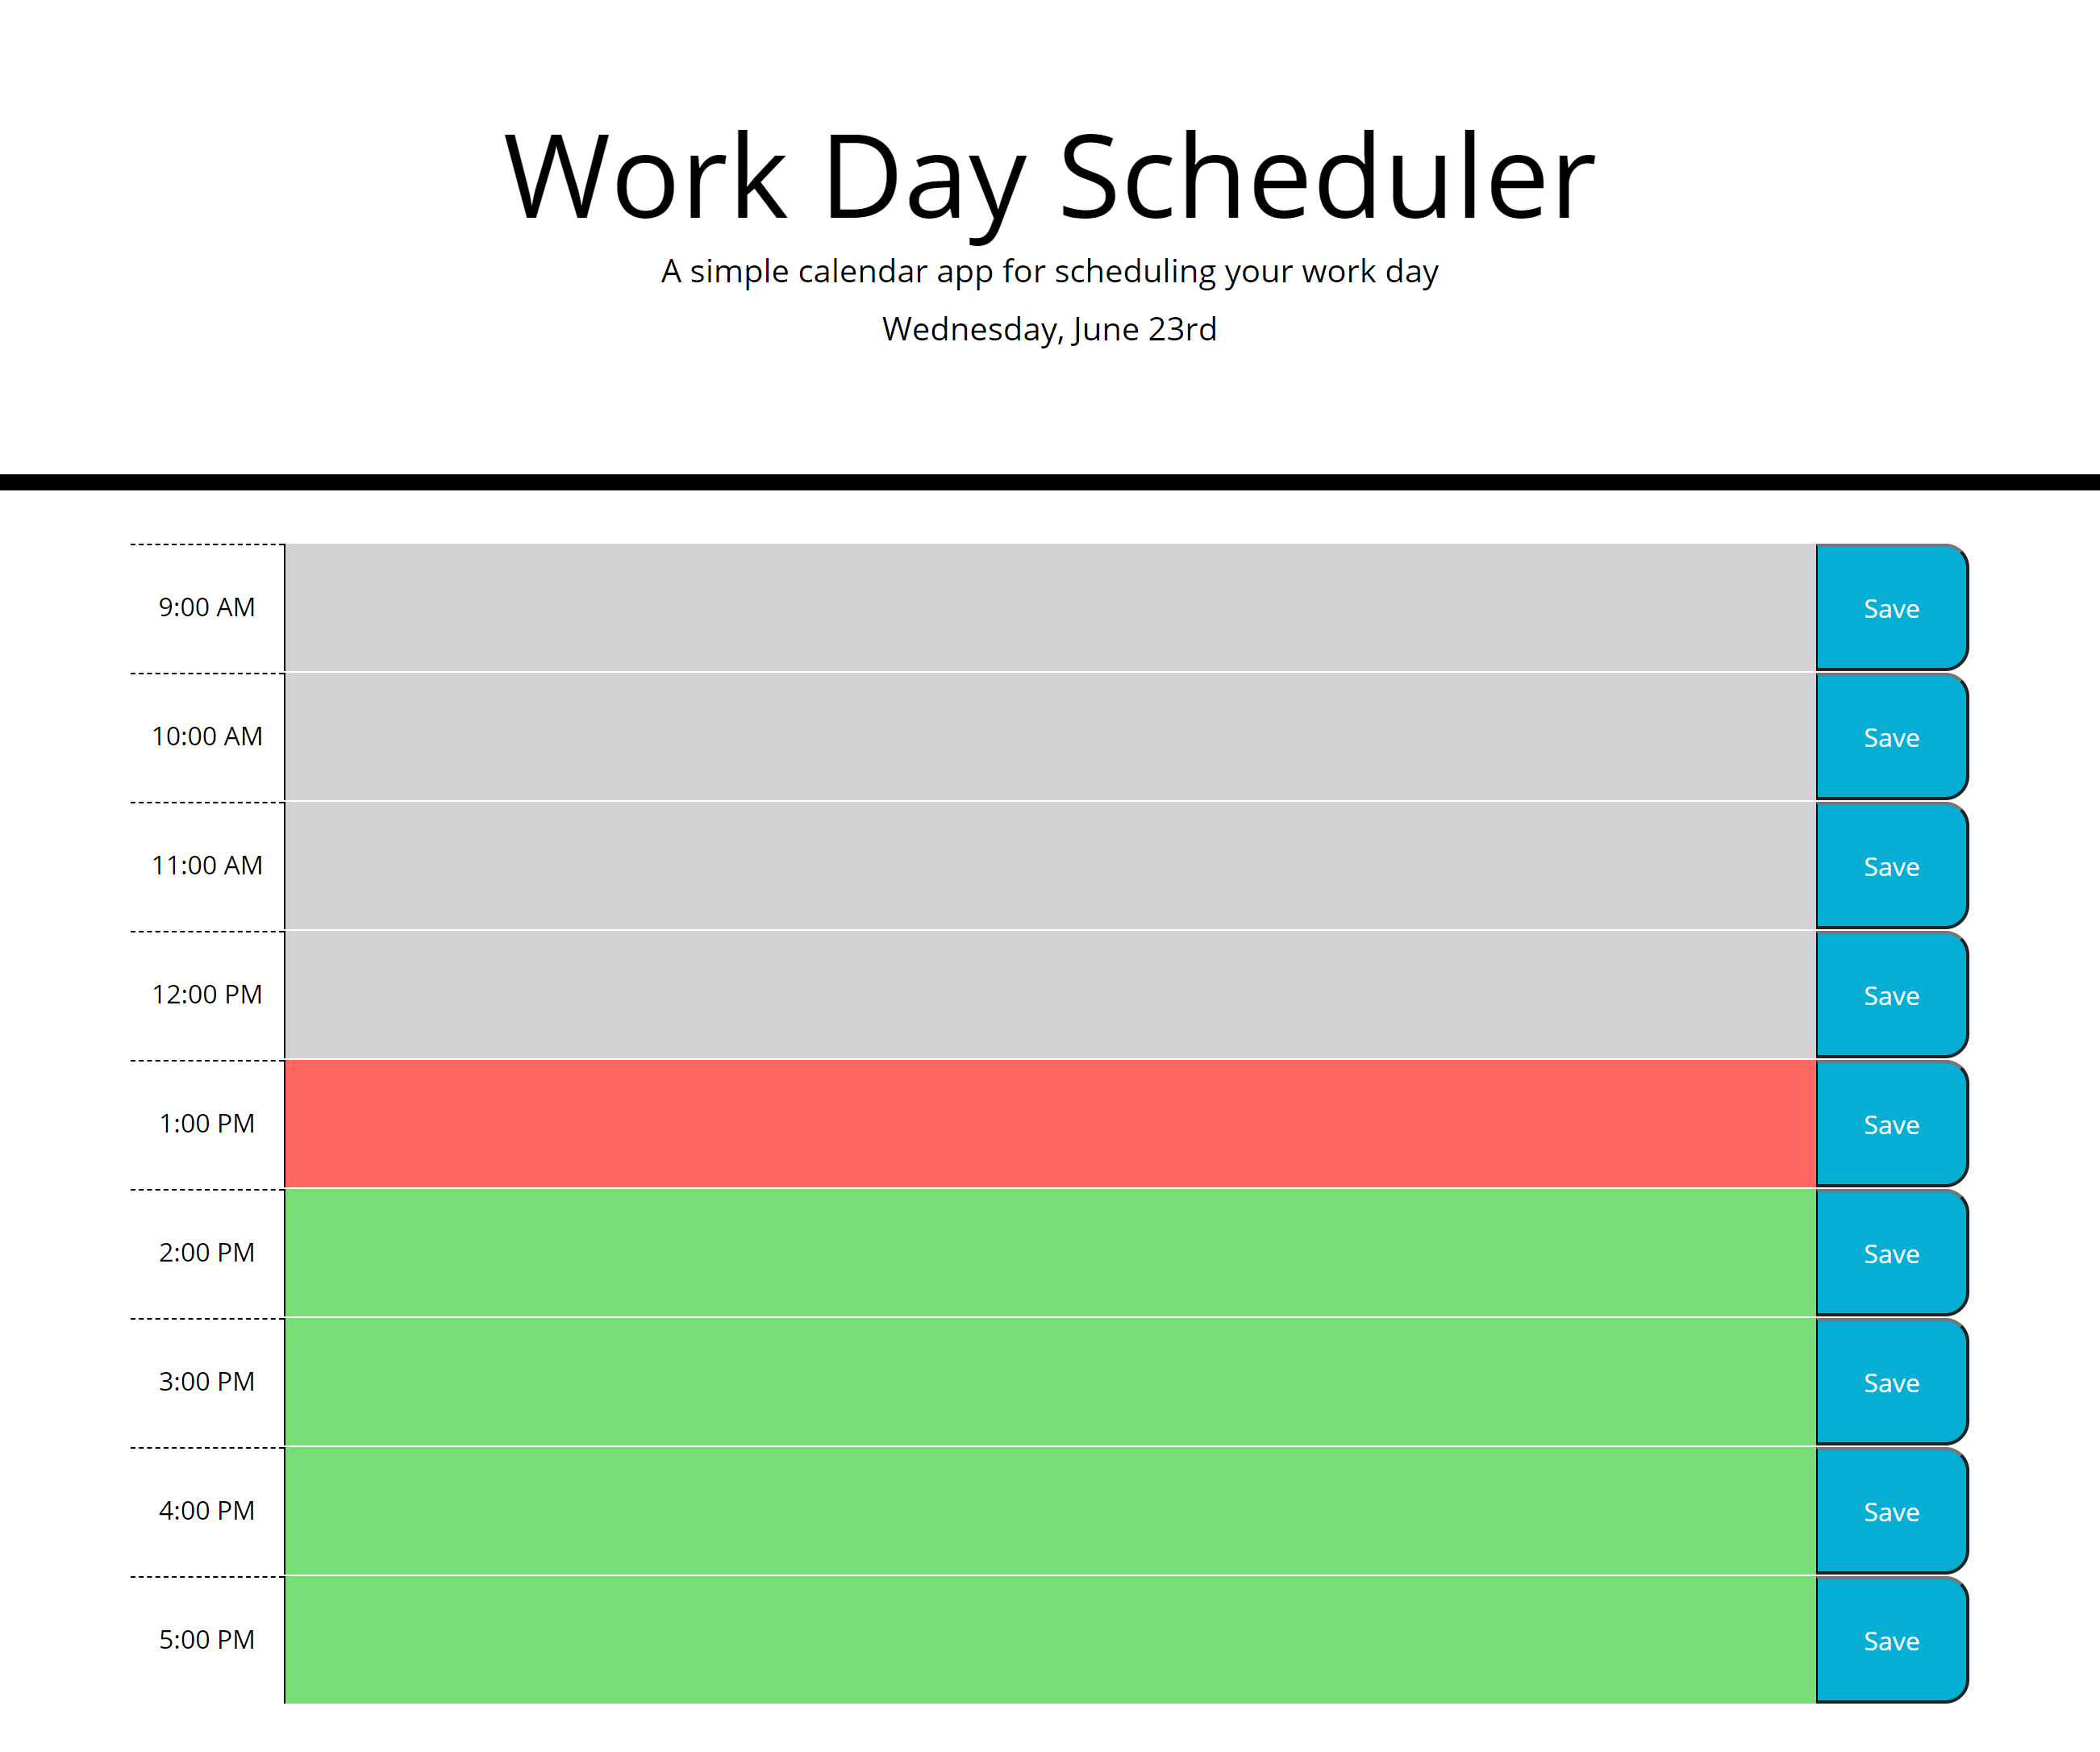 Work Day Scheduler
A simple calendar app for scheduling your work day
Wednesday, June 23rd
9:00 AM Save
10:00 AM Save
11:00 AM Save
12:00 PM Save
1:00 PM Save
2:00 PM Save
3:00 PM Save
4:00 PM Save
5:00 PM Save